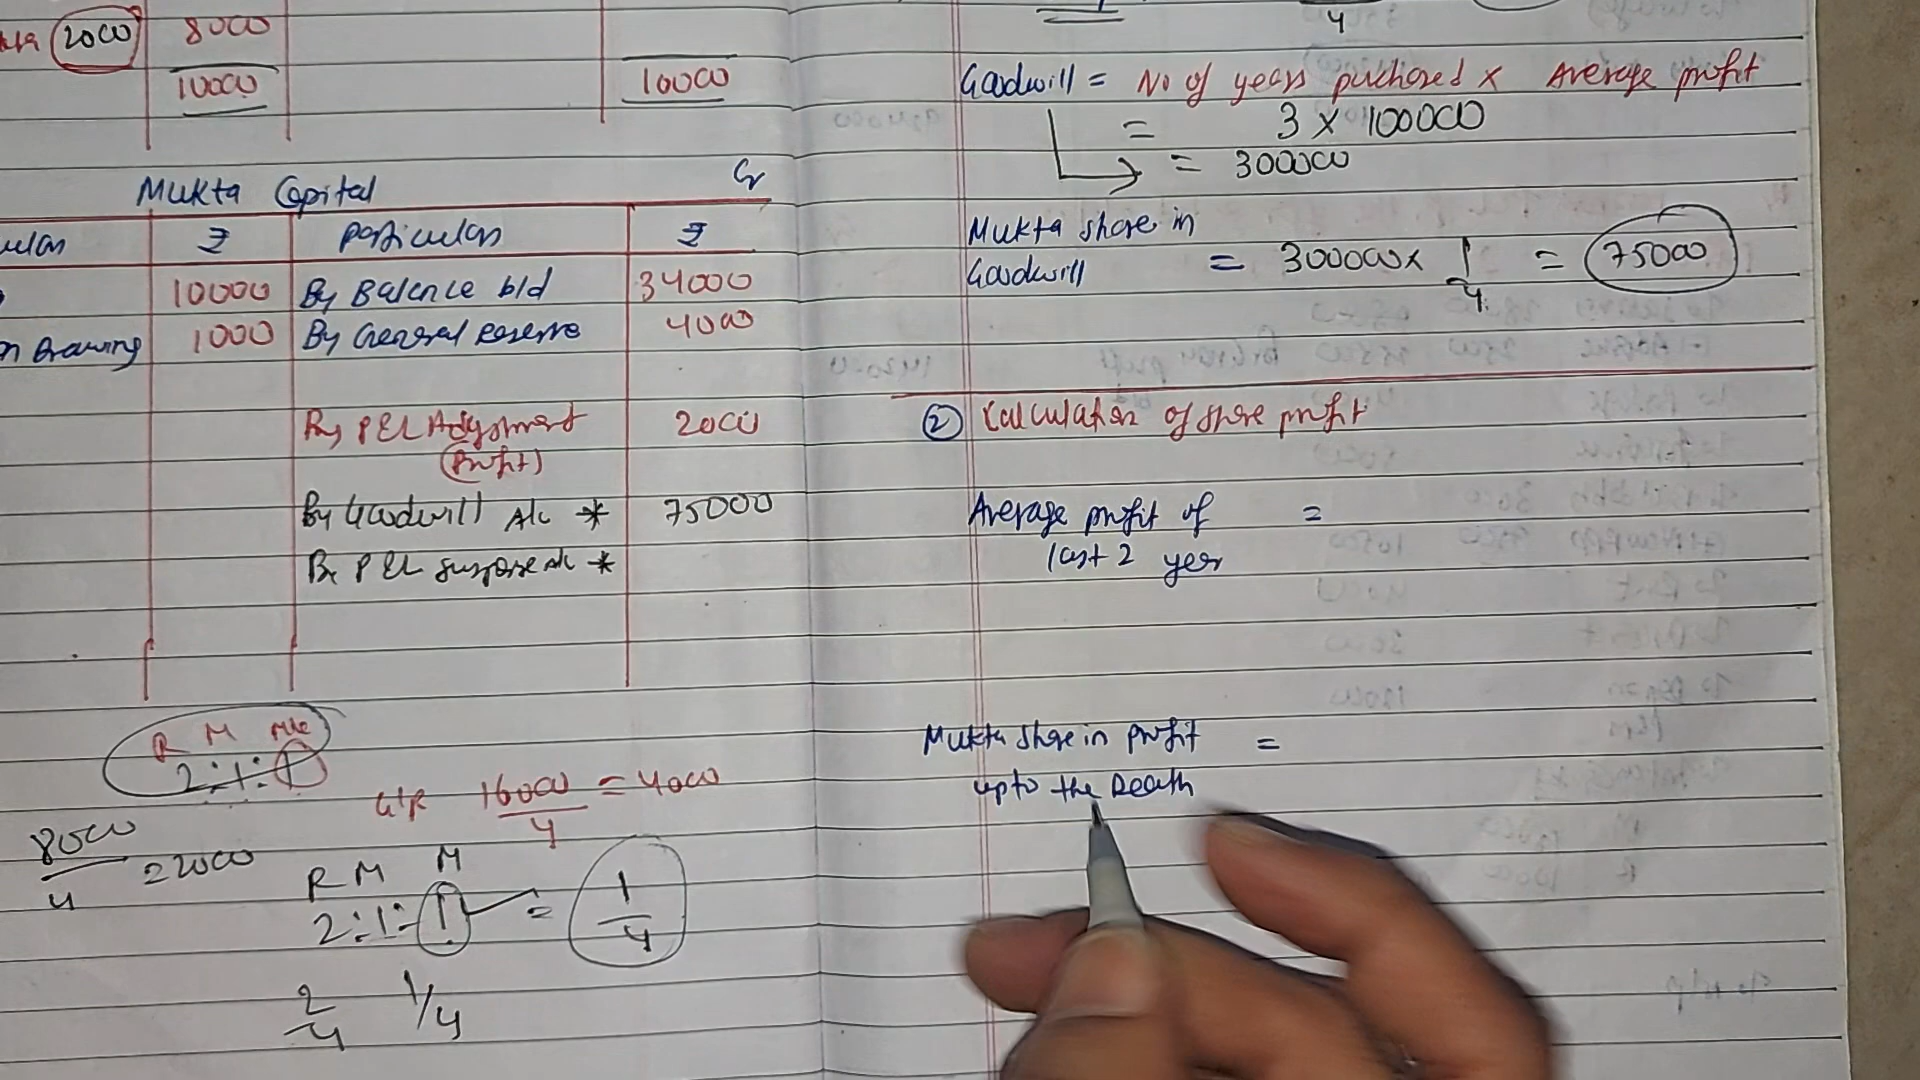 2000 8000
10000 10000
Mukta Capital Cr
₹ Particulars ₹
10000 By Balance b/d 34000
Drawing 1000 By General Reserve 4000
By P&L Adjustment 2000
(Profit)
By Goodwill A/c * 75000
By P&L suspense A/c *
R M
2:1:1
G/R 16000/4 = 4000
8000/4 = 2000
R M M
2:1:1 = 1/4
2/4 1/4
4
Goodwill = No of years puchased x Average profit
= 3 x 100000
= 300000
Mukta share in
Goodwill = 300000 x 1/4 = 75000
② Calculation of share profit
Average profit of =
last 2 year
Mukta share in profit =
upto the Death